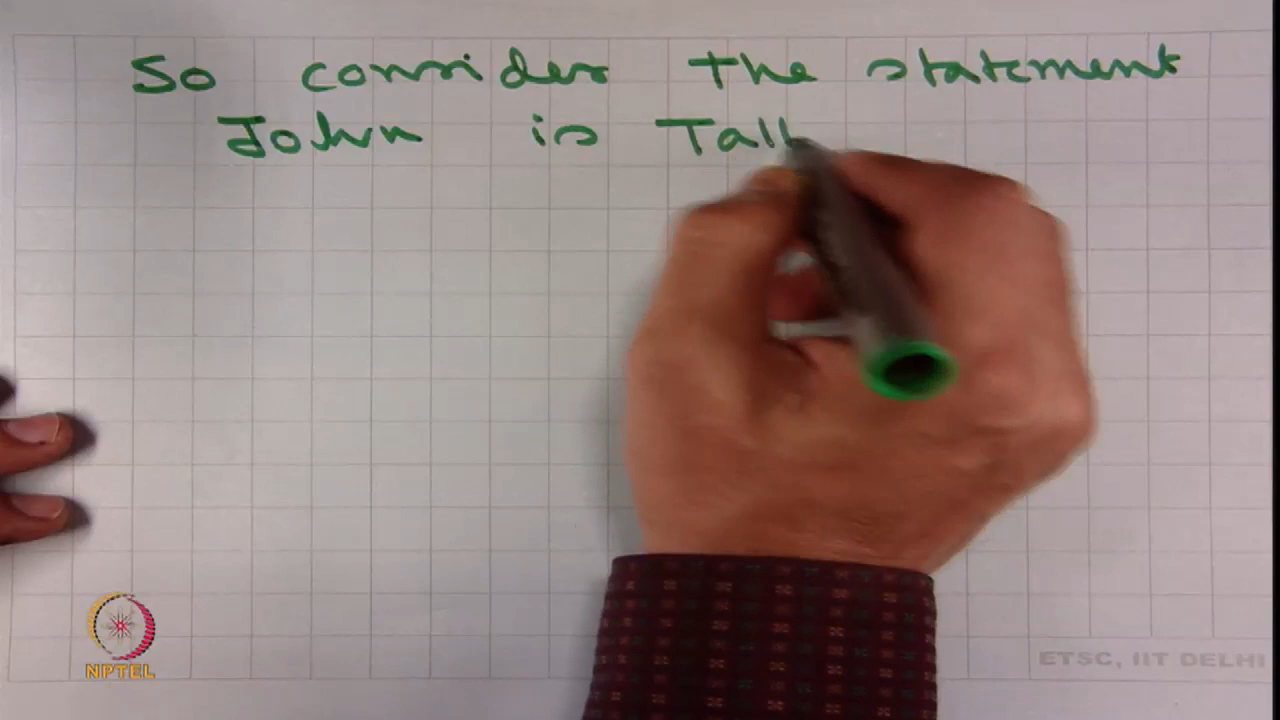 So consider the statement
John is Tall
NPTEL
ETSC, IIT DELHI